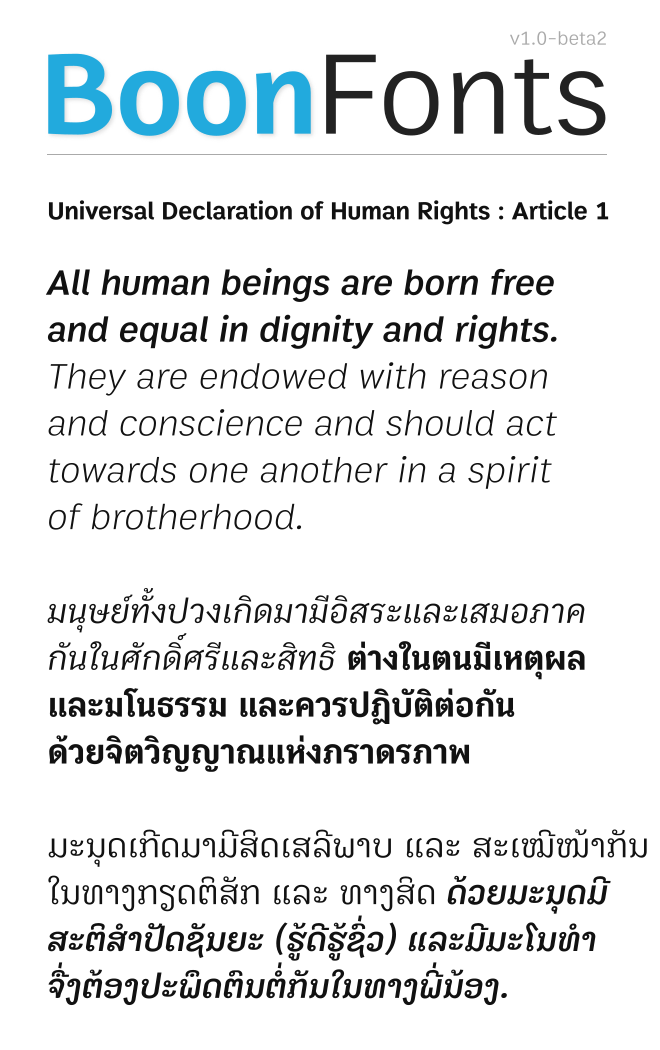 v1.0-beta2
BoonFonts
Universal Declaration of Human Rights : Article 1
All human beings are born free
and equal in dignity and rights.
They are endowed with reason
and conscience and should act
towards one another in a spirit
of brotherhood.
มนุษย์ทั้งปวงเกิดมามีอิสระและเสมอภาค
กันในศักดิ์ศรีและสิทธิ ต่างในตนมีเหตุผล
และมโนธรรม และควรปฏิบัติต่อกัน
ด้วยจิตวิญญาณแห่งภราดรภาพ
ມະນຸດເກີດມາມີສິດເສລີພາບ ແລະ ສະເໝີໜ້າກັນ
ໃນທາງກຽດຕິສັກ ແລະ ທາງສິດ ດ້ວຍມະນຸດມີ
ສະຕິສຳປັດຊັນຍະ (ຮູ້ດີຮູ້ຊົ່ວ) ແລະມີມະໂນທຳ
ຈື່ງຕ້ອງປະພຶດຕົນຕໍ່ກັນໃນທາງພີ່ນ້ອງ.